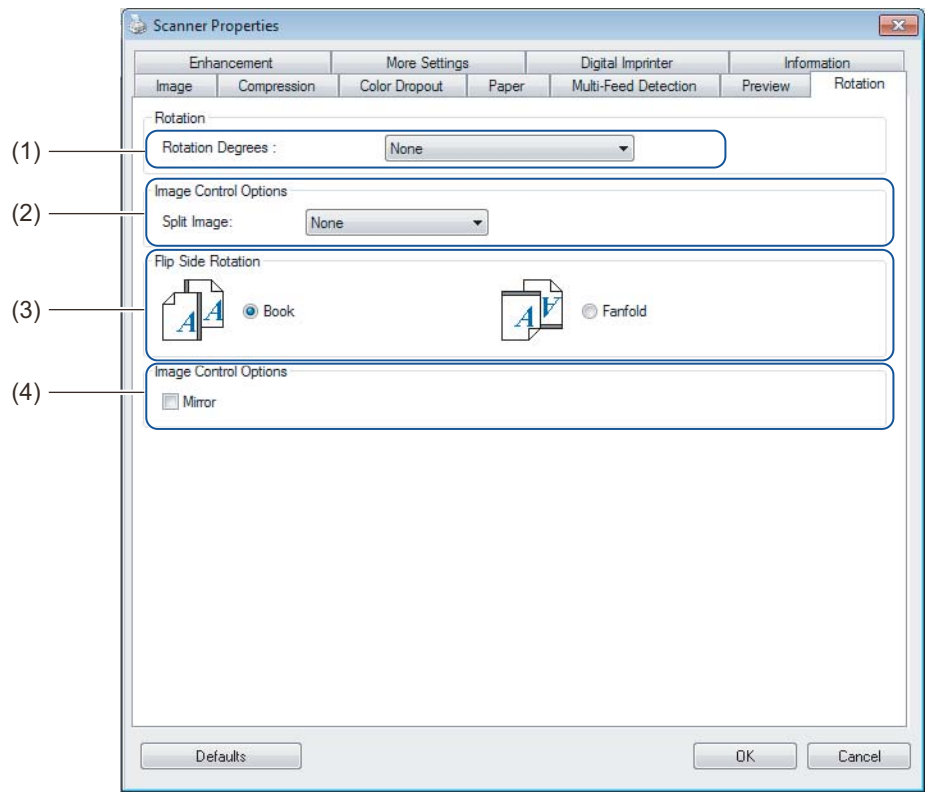 Scanner Properties
Enhancement More Settings Digital Imprinter Information
Image Compression Color Dropout Paper Multi-Feed Detection Preview Rotation
Rotation
(1) Rotation Degrees : None
Image Control Options
(2) Split Image: None
Flip Side Rotation
(3) A A Book A A Fanfold
Image Control Options
(4) Mirror
Defaults OK Cancel